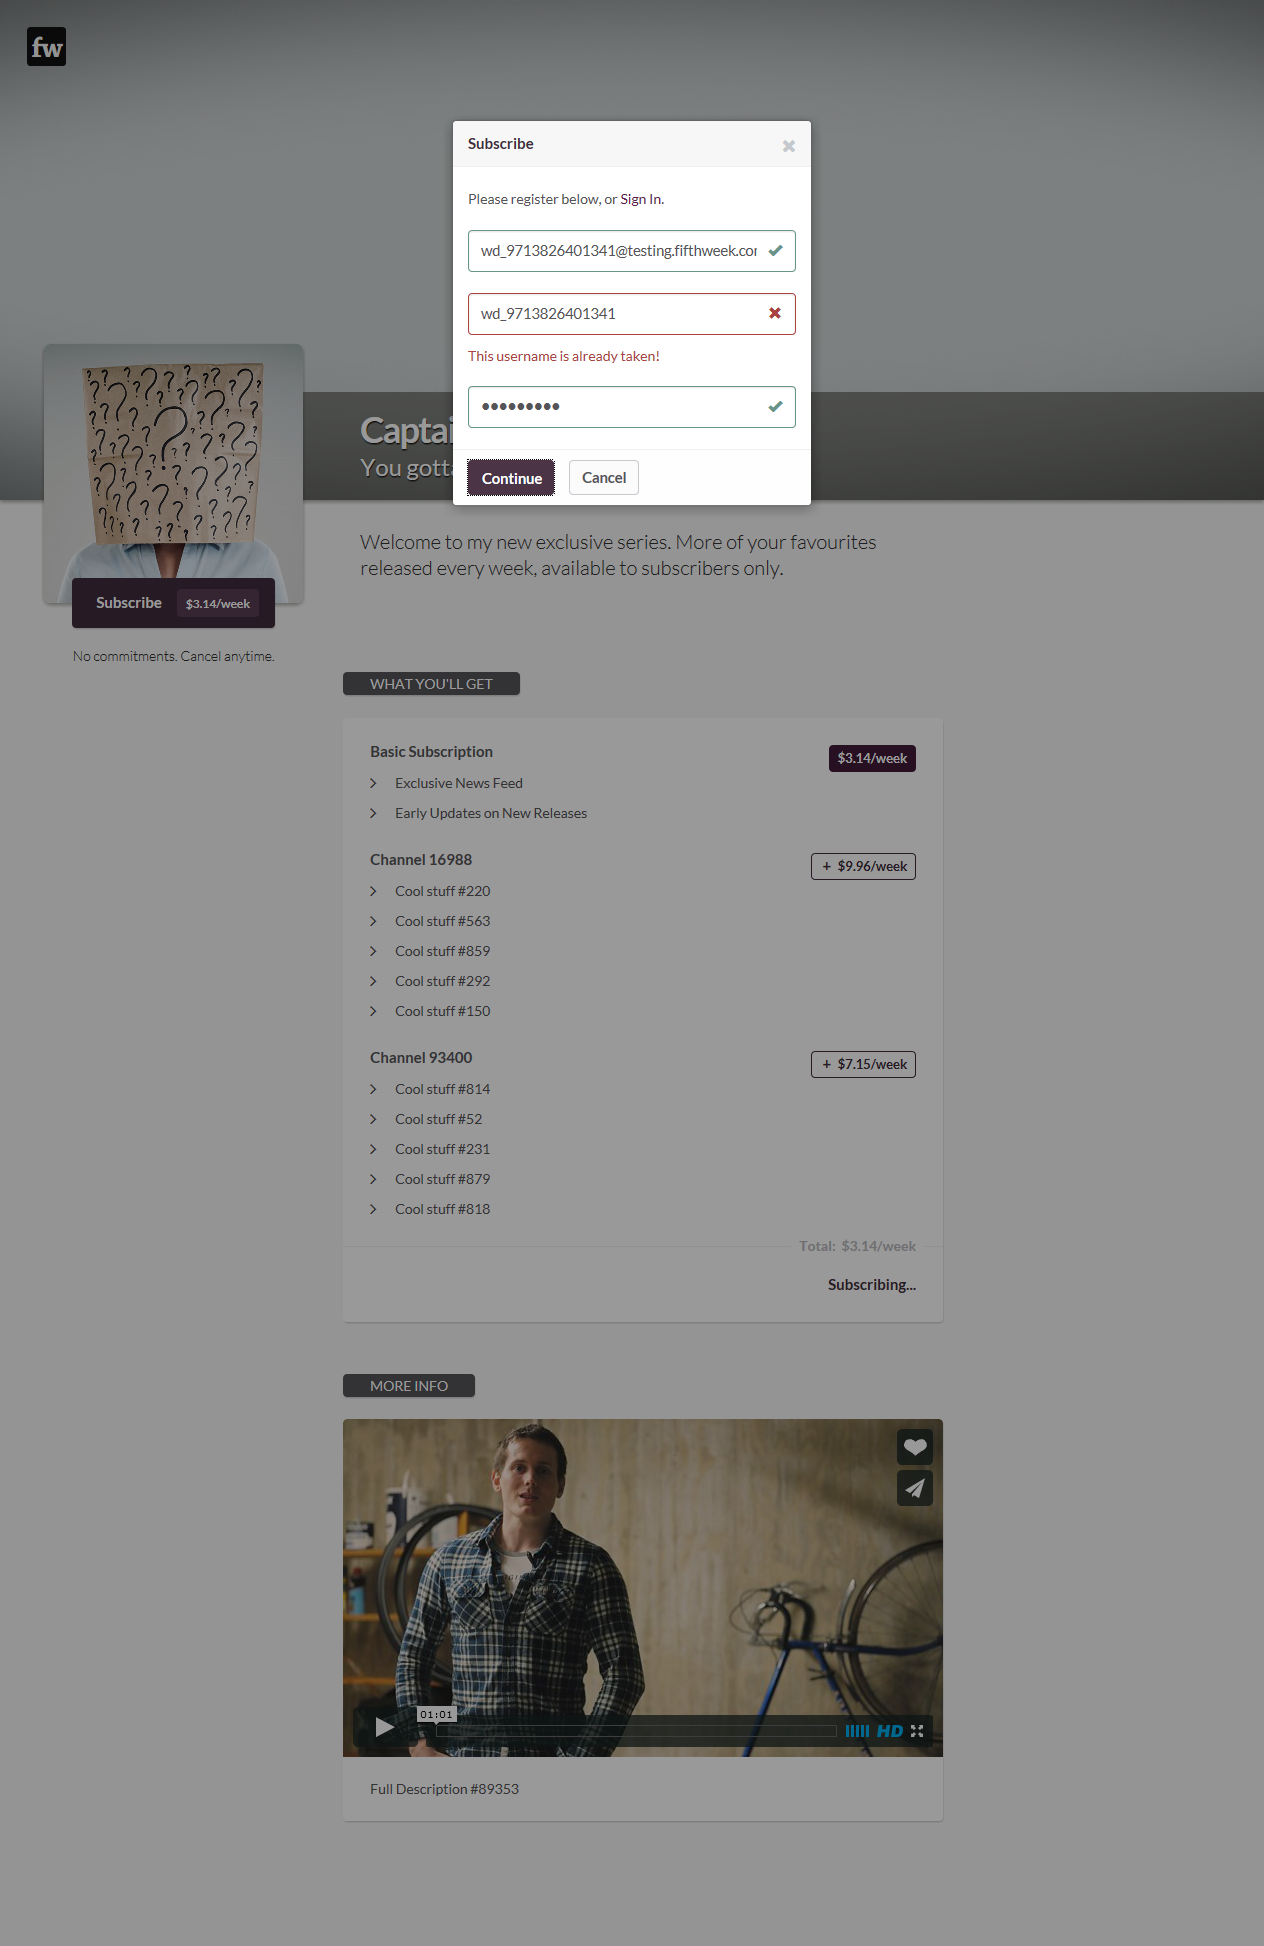 fw
Subscribe
Please register below, or Sign In.
wd_9713826401341@testing.fifthweek.co
wd_9713826401341
This username is already taken!
•••••••••
Continue
Cancel
Captai
You gotta
Welcome to my new exclusive series. More of your favourites
released every week, available to subscribers only.
Subscribe $3.14/week
No commitments. Cancel anytime.
WHAT YOU'LL GET
Basic Subscription $3.14/week
Exclusive News Feed
Early Updates on New Releases
Channel 16988 + $9.96/week
Cool stuff #220
Cool stuff #563
Cool stuff #859
Cool stuff #292
Cool stuff #150
Channel 93400 + $7.15/week
Cool stuff #814
Cool stuff #52
Cool stuff #231
Cool stuff #879
Cool stuff #818
Total: $3.14/week
Subscribing...
MORE INFO
01:01
HD
Full Description #89353